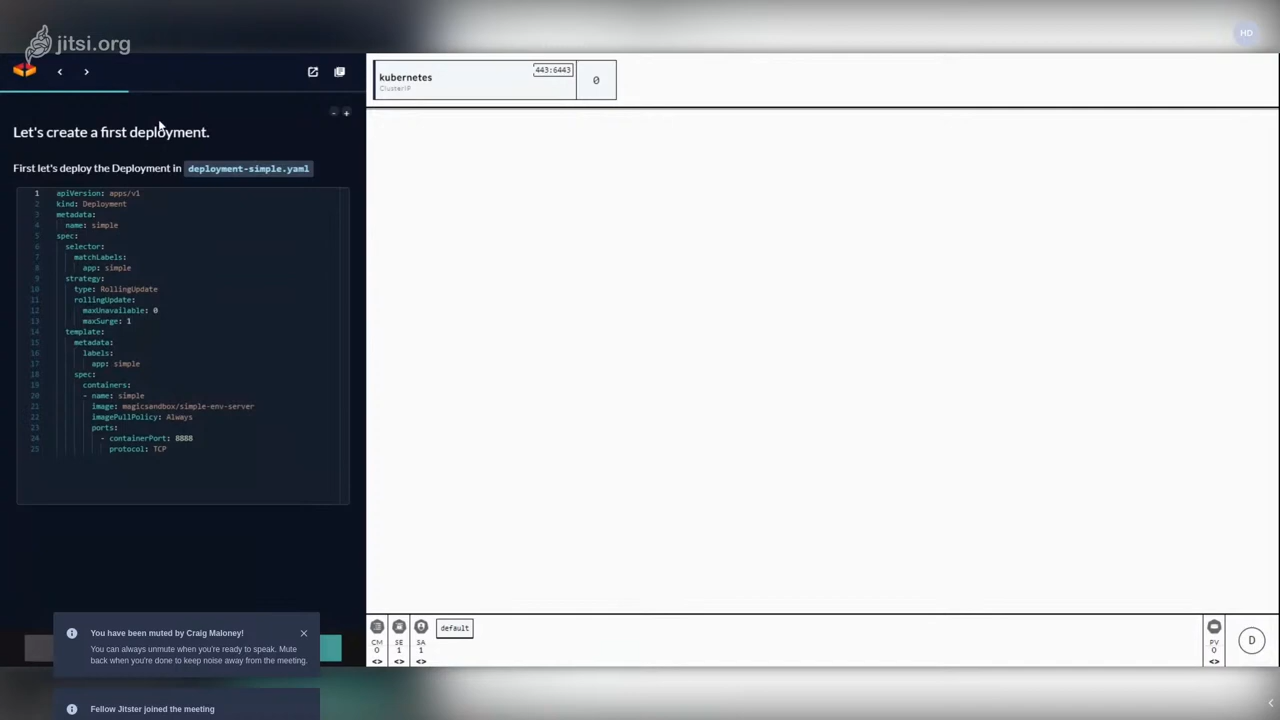 jitsi.org
HD
Let's create a first deployment.
First let's deploy the Deployment in deployment-simple.yaml
1 apiVersion: apps/v1
2 kind: Deployment
3 metadata:
4 name: simple
5 spec:
6 selector:
7 matchLabels:
8 app: simple
9 strategy:
10 type: RollingUpdate
11 rollingUpdate:
12 maxUnavailable: 0
13 maxSurge: 1
14 template:
15 metadata:
16 labels:
17 app: simple
18 spec:
19 containers:
20 - name: simple
21 image: magicsandbox/simple-env-server
22 imagePullPolicy: Always
23 ports:
24 - containerPort: 8888
25 protocol: TCP
You have been muted by Craig Maloney!
You can always unmute when you're ready to speak. Mute
back when you're done to keep noise away from the meeting.
Fellow Jitster joined the meeting
kubernetes
ClusterIP
443:6443
0
CM
0
<>
SE
1
<>
SA
1
<>
default
PV
0
<>
D